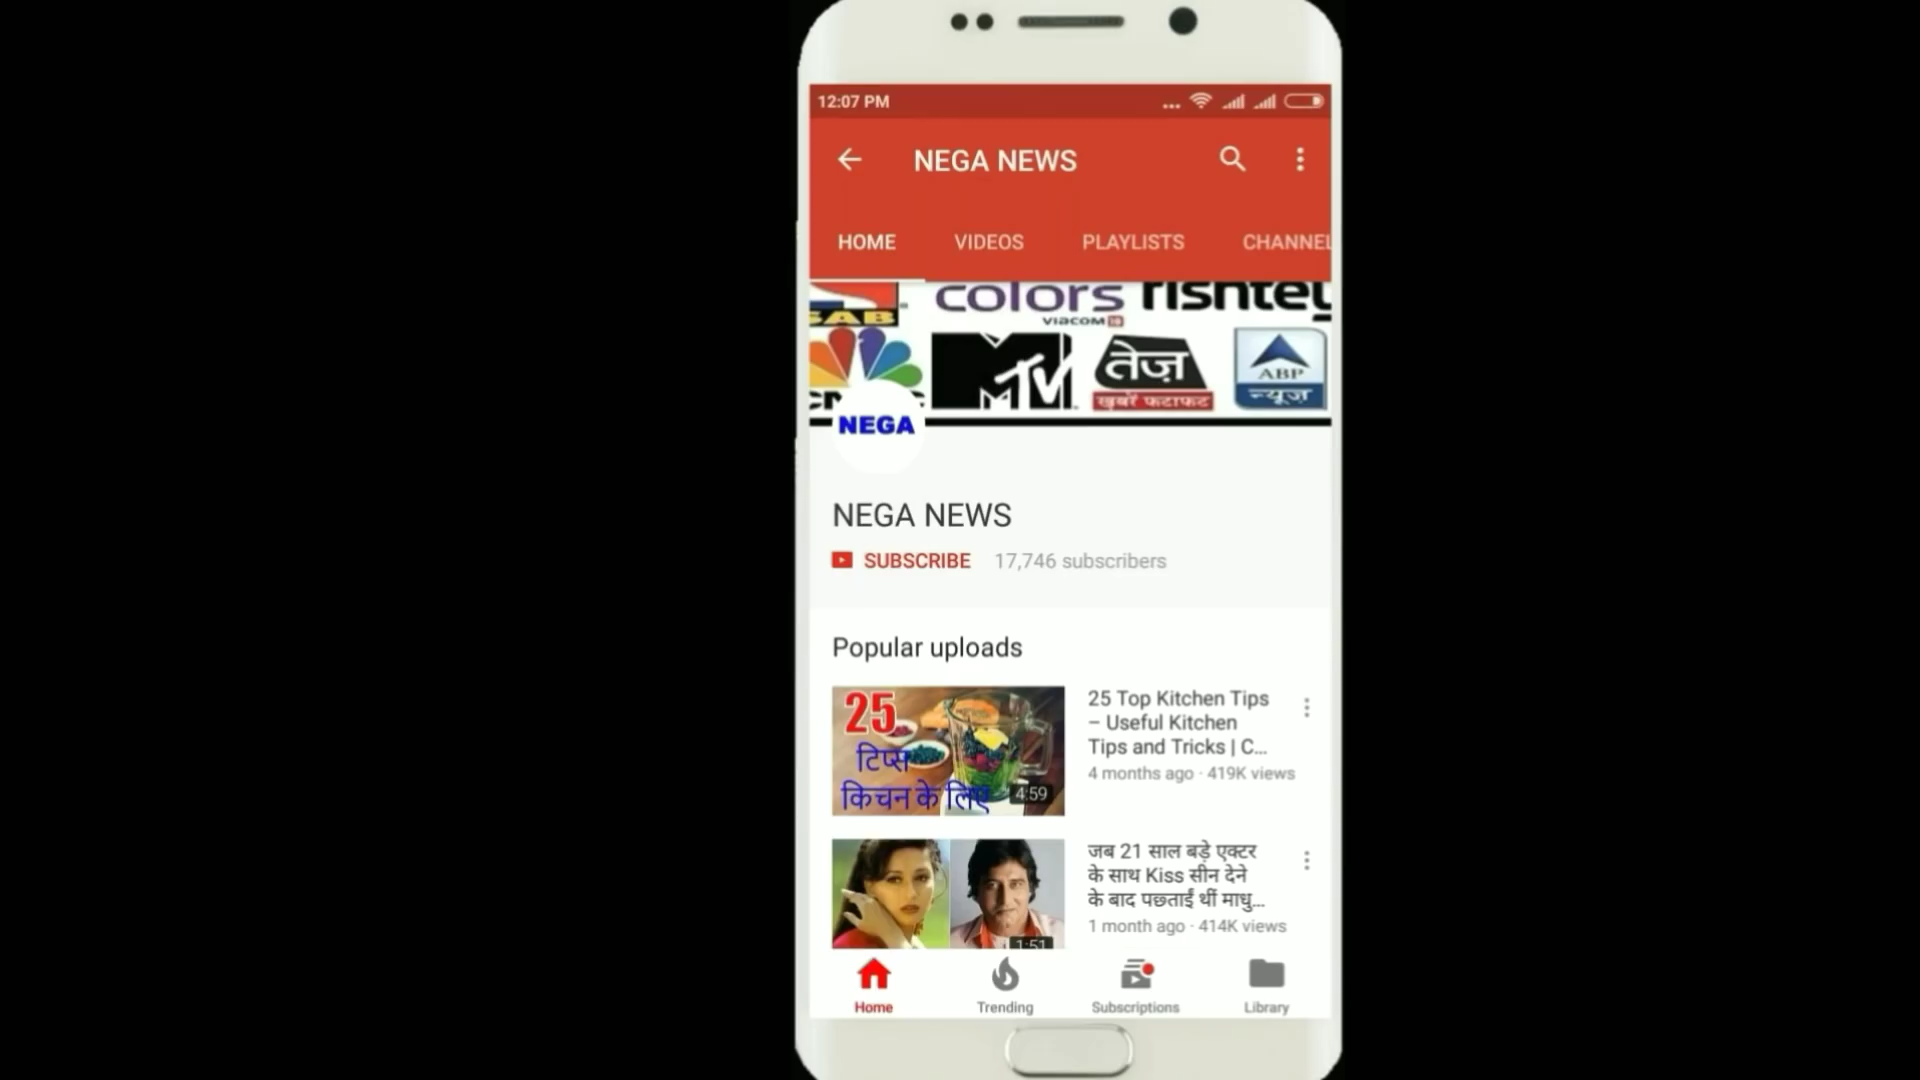 12:07 PM
NEGA NEWS
HOME VIDEOS PLAYLISTS CHANNEL
SAB colors rishtey
VIACOM18
MTV तेज़ ABP
ख़बरें फटाफट न्यूज़
NEGA
NEGA NEWS
SUBSCRIBE 17,746 subscribers
Popular uploads
25
टिप्स
किचन के लिए
4:59
25 Top Kitchen Tips
– Useful Kitchen
Tips and Tricks | C...
4 months ago · 419K views
जब 21 साल बड़े एक्टर
के साथ Kiss सीन देने
के बाद पछताईं थीं माधु...
1 month ago · 414K views
1:51
Home Trending Subscriptions Library